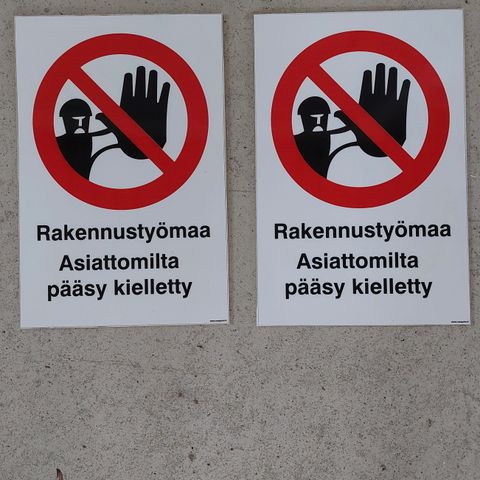 Rakennustyömaa
Asiattomilta
pääsy kielletty
Rakennustyömaa
Asiattomilta
pääsy kielletty